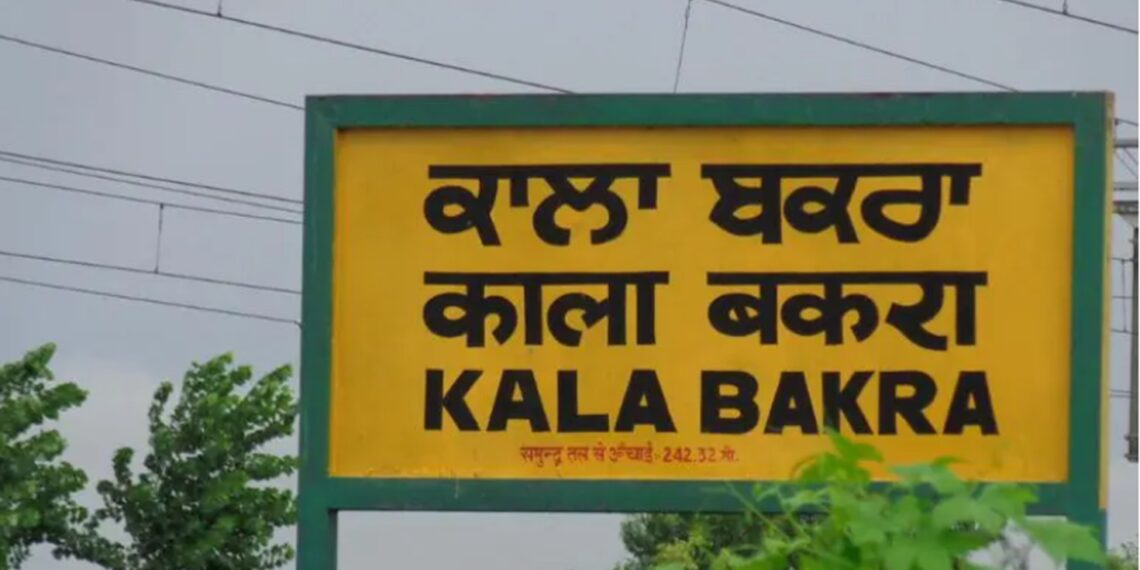 ਕਾਲਾ ਬਕਰਾ
काला बकरा
KALA BAKRA
समुन्द्र तल से ऊँचाई- 242.32 मी.